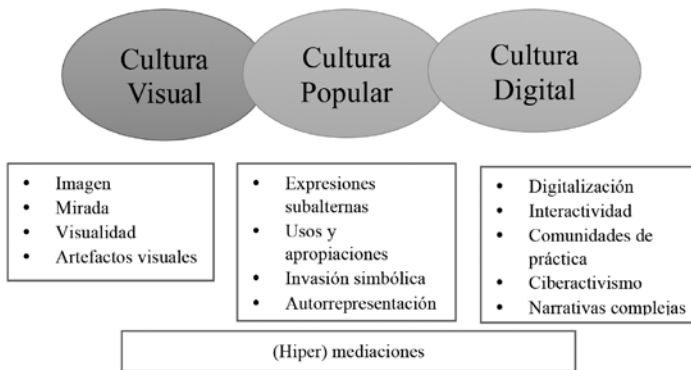 Cultura
Visual
Cultura
Popular
Cultura
Digital
• Imagen
• Mirada
• Visualidad
• Artefactos visuales
• Expresiones
subalternas
• Usos y
apropiaciones
• Invasión simbólica
• Autorrepresentación
• Digitalización
• Interactividad
• Comunidades de
práctica
• Ciberactivismo
• Narrativas complejas
(Hiper) mediaciones